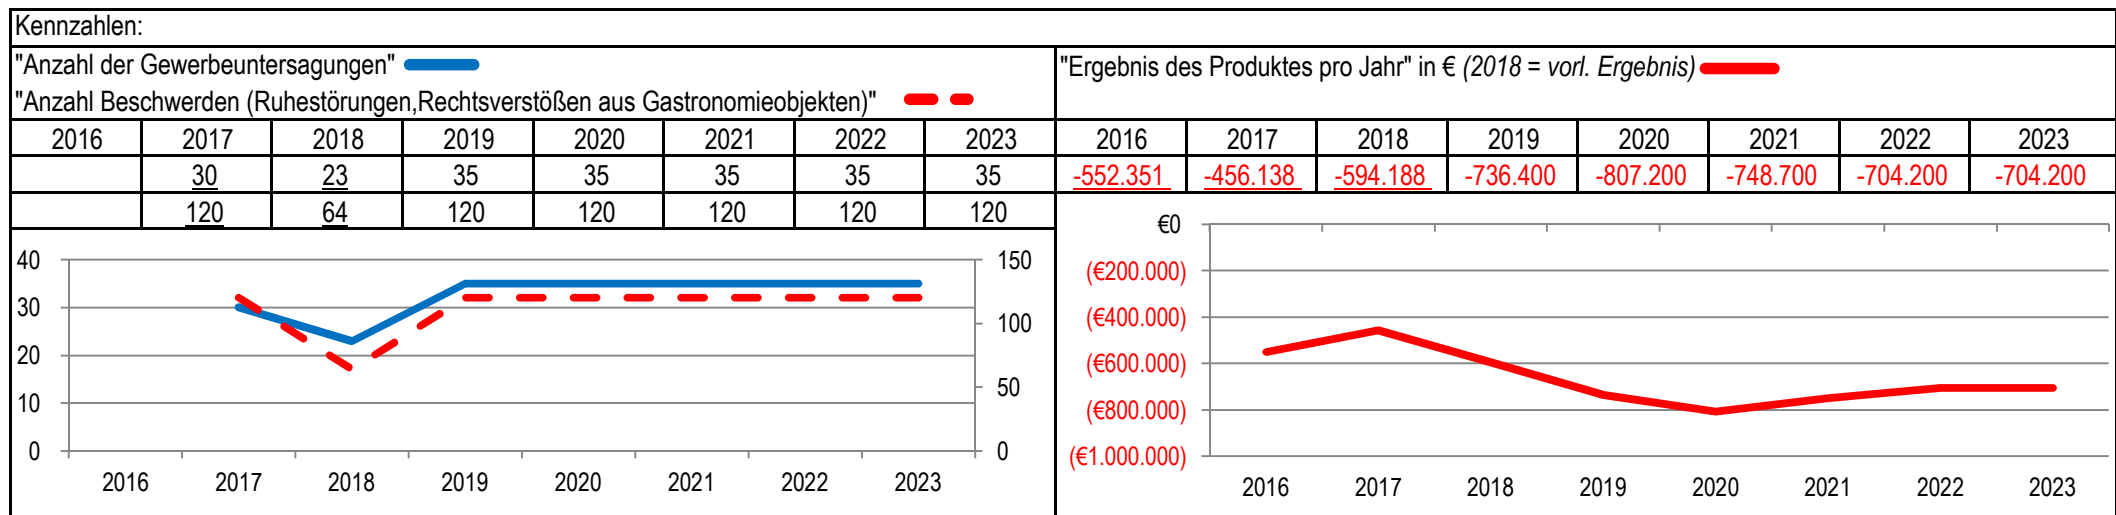 Kennzahlen:
"Anzahl der Gewerbeuntersagungen"
"Anzahl Beschwerden (Ruhestörungen,Rechtsverstößen aus Gastronomieobjekten)"
"Ergebnis des Produktes pro Jahr" in € (2018 = vorl. Ergebnis)
2016 2017 2018 2019 2020 2021 2022 2023
30 23 35 35 35 35 35
120 64 120 120 120 120 120
2016 2017 2018 2019 2020 2021 2022 2023
-552.351 -456.138 -594.188 -736.400 -807.200 -748.700 -704.200 -704.200
40
30
20
10
0
150
100
50
0
2016 2017 2018 2019 2020 2021 2022 2023
€0
(€200.000)
(€400.000)
(€600.000)
(€800.000)
(€1.000.000)
2016 2017 2018 2019 2020 2021 2022 2023